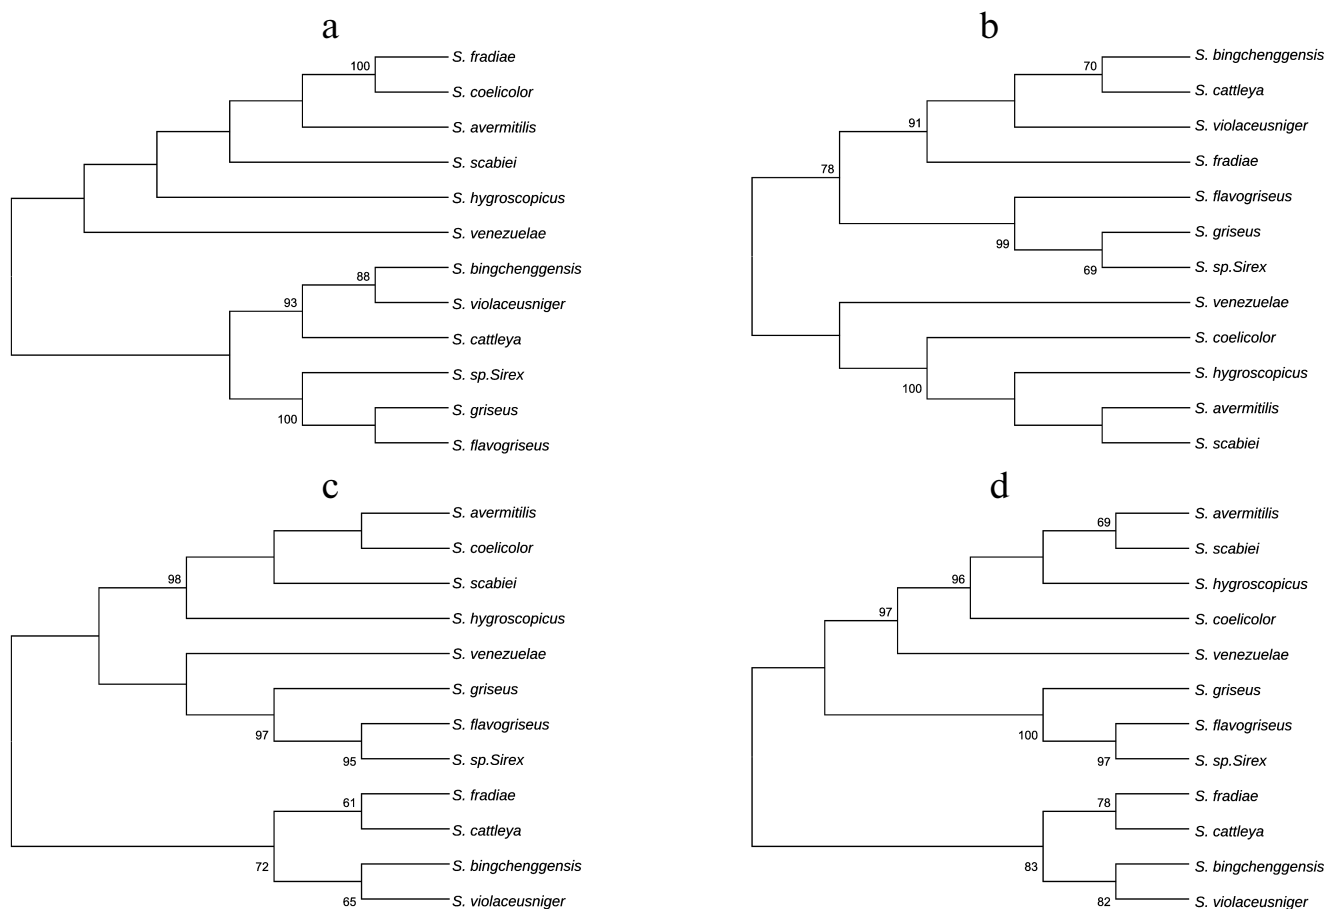 a
S. fradiae
100
S. coelicolor
S. avermitilis
S. scabiei
S. hygroscopicus
S. venezuelae
S. bingchenggensis
88
S. violaceusniger
93
S. cattleya
S. sp.Sirex
S. griseus
100
S. flavogriseus
b
S. bingchenggensis
70
S. cattleya
S. violaceusniger
91
S. fradiae
78
S. flavogriseus
S. griseus
99
S. sp.Sirex
69
S. venezuelae
S. coelicolor
S. hygroscopicus
100
S. avermitilis
S. scabiei
c
S. avermitilis
S. coelicolor
S. scabiei
98
S. hygroscopicus
S. venezuelae
S. griseus
S. flavogriseus
97
S. sp.Sirex
95
S. fradiae
61
S. cattleya
S. bingchenggensis
72
S. violaceusniger
65
d
S. avermitilis
69
S. scabiei
S. hygroscopicus
96
S. coelicolor
97
S. venezuelae
S. griseus
S. flavogriseus
100
S. sp.Sirex
97
S. fradiae
78
S. cattleya
S. bingchenggensis
83
S. violaceusniger
82